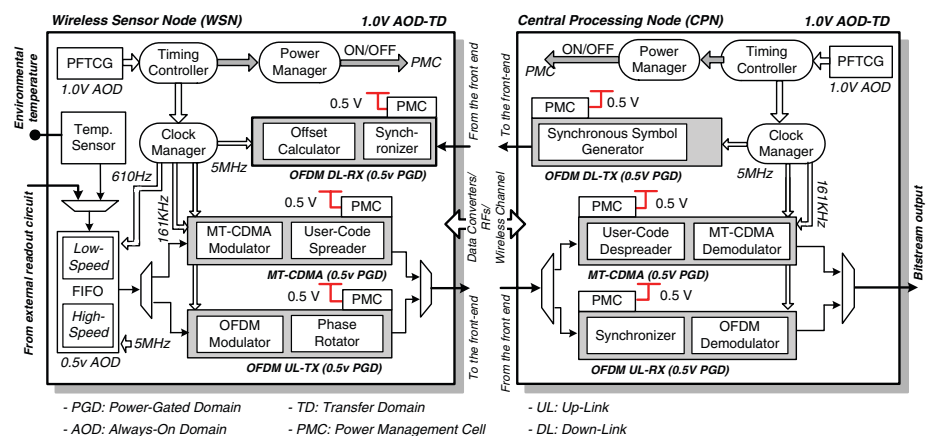 Wireless Sensor Node (WSN)
1.0V AOD-TD
PFTCG
1.0V AOD
Timing
Controller
Power
Manager
ON/OFF
PMC
Environmental
temperature
Temp.
Sensor
Clock
Manager
610Hz
161KHz
5MHz
0.5 V
PMC
Offset
Calculator
Synch-
ronizer
OFDM DL-RX (0.5v PGD)
From the front-end
From external readout circuit
Low-
Speed
FIFO
High-
Speed
0.5v AOD
5MHz
0.5 V
PMC
MT-CDMA
Modulator
User-Code
Spreader
MT-CDMA (0.5v PGD)
0.5 V
PMC
OFDM
Modulator
Phase
Rotator
OFDM UL-TX (0.5v PGD)
To the front-end
Data Converters/
RFs/
Wireless Channel
Central Processing Node (CPN)
1.0V AOD-TD
ON/OFF
PMC
Power
Manager
Timing
Controller
PFTCG
1.0V AOD
To the front-end
PMC
0.5 V
Synchronous Symbol
Generator
OFDM DL-TX (0.5V PGD)
Clock
Manager
5MHz
161KHz
PMC
0.5 V
User-Code
Despreader
MT-CDMA
Demodulator
MT-CDMA (0.5V PGD)
PMC
0.5 V
Synchronizer
OFDM
Demodulator
OFDM UL-RX (0.5V PGD)
From the front end
Bitstream output
- PGD: Power-Gated Domain
- TD: Transfer Domain
- UL: Up-Link
- AOD: Always-On Domain
- PMC: Power Management Cell
- DL: Down-Link